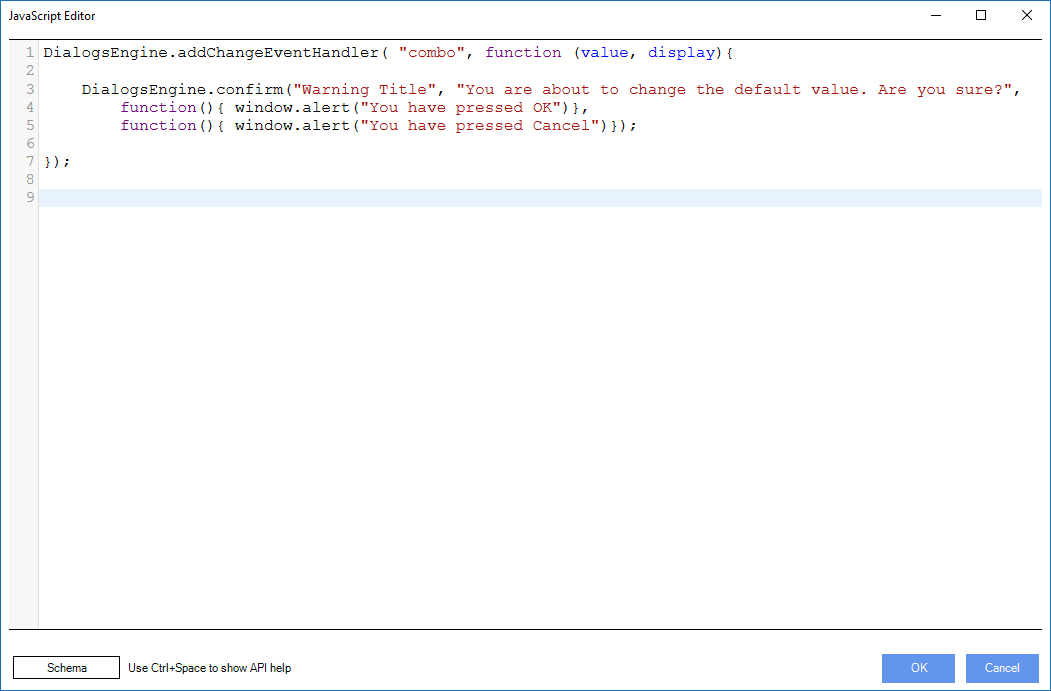 JavaScript Editor
1 DialogsEngine.addChangeEventHandler( "combo", function (value, display){
2
3 DialogsEngine.confirm("Warning Title", "You are about to change the default value. Are you sure?",
4 function(){ window.alert("You have pressed OK")},
5 function(){ window.alert("You have pressed Cancel")});
6
7 });
8
9
Schema Use Ctrl+Space to show API help OK Cancel